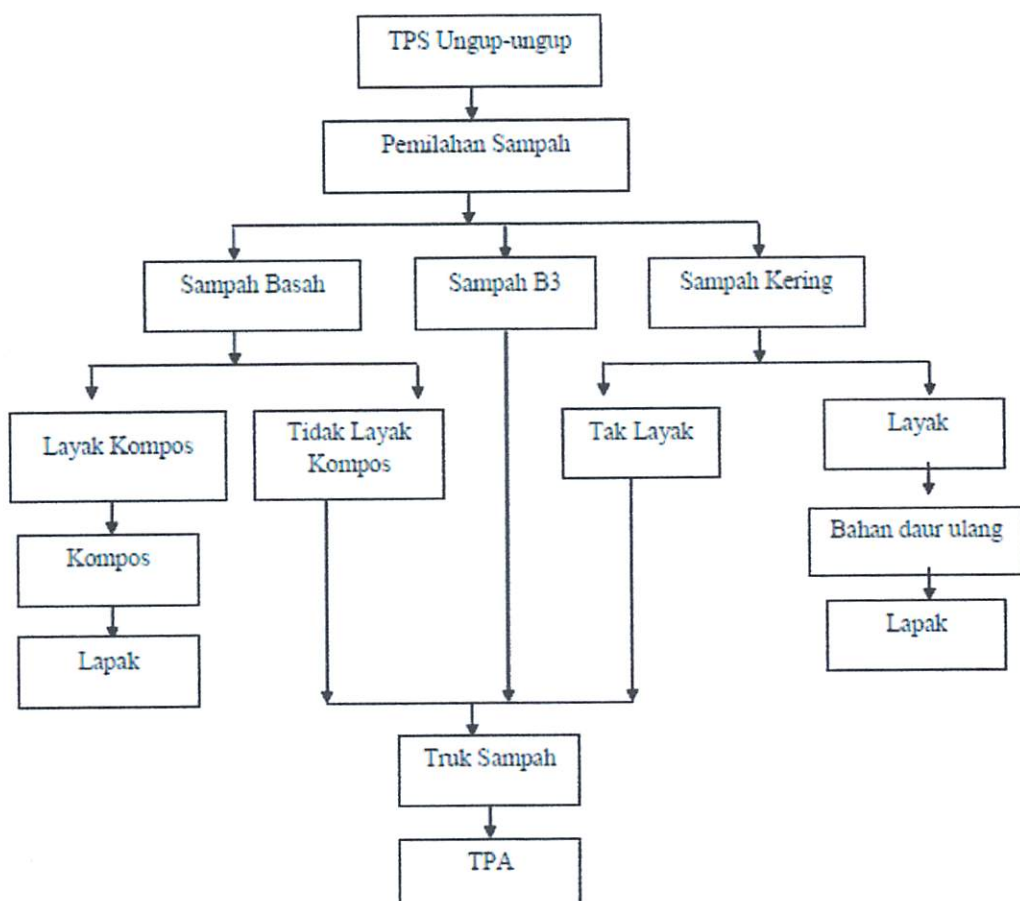 TPS Ungup-ungup
Pemilahan Sampah
Sampah Basah
Sampah B3
Sampah Kering
Layak Kompos
Tidak Layak
Kompos
Tak Layak
Layak
Kompos
Bahan daur ulang
Lapak
Lapak
Truk Sampah
TPA